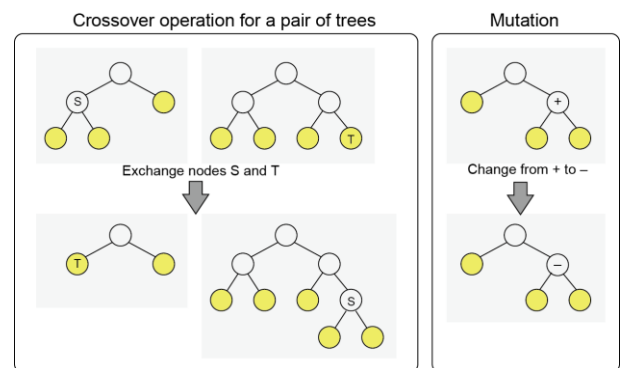 Crossover operation for a pair of trees
Mutation
S
T
+
Exchange nodes S and T
Change from + to –
T
S
–